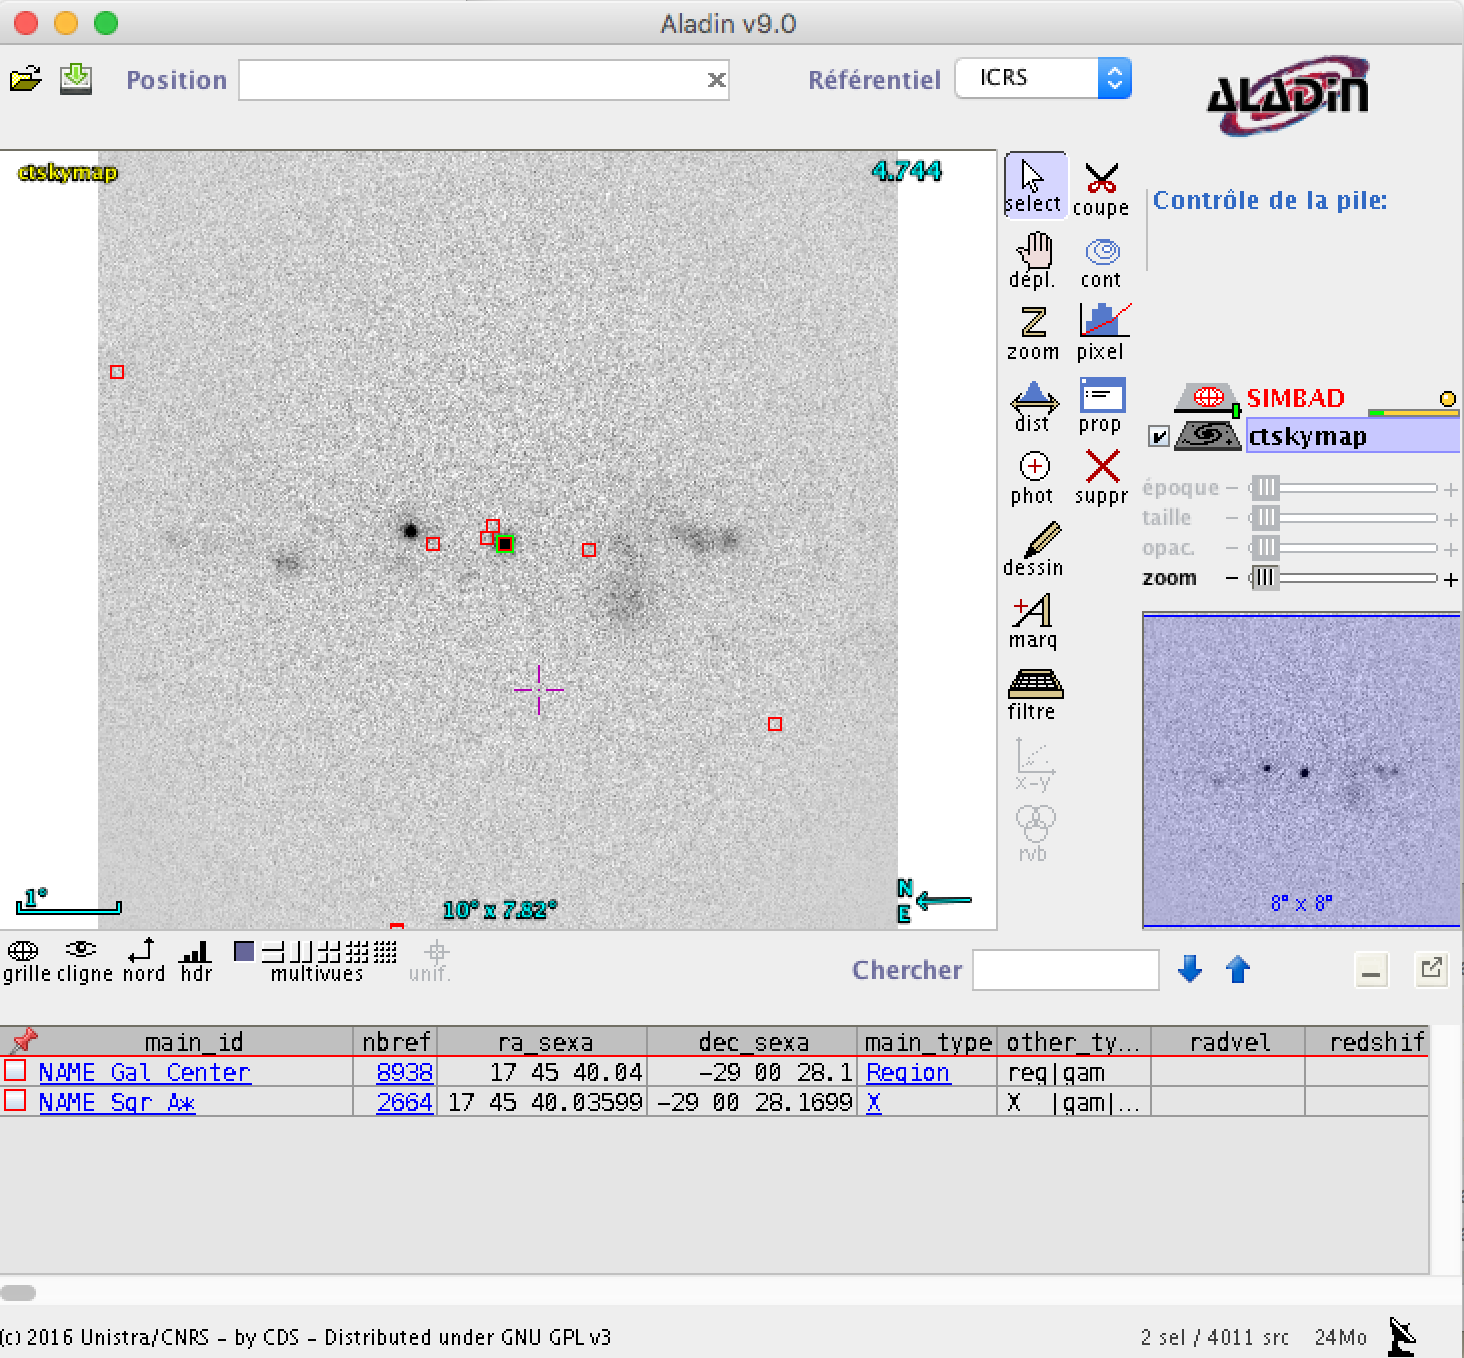 Aladin v9.0
Position
Référentiel ICRS
ALADIN
ctskymap
4.744
select coupe
Contrôle de la pile:
dépl. cont
zoom pixel
dist prop
SIMBAD
ctskymap
phot suppr
époque
taille
opac.
zoom
dessin
marq
filtre
x-y
rvb
1°
10° x 7.82°
N
E
8° x 8°
grille cligne nord hdr multivues unif.
Chercher
main_id nbref ra_sexa dec_sexa main_type other_ty... radvel redshif
NAME Gal Center 8938 17 45 40.04 -29 00 28.1 Region reg|gam
NAME Sgr A* 2664 17 45 40.03599 -29 00 28.1699 X X |gam|...
(c) 2016 Unistra/CNRS - by CDS - Distributed under GNU GPL v3
2 sel / 4011 src 24Mo